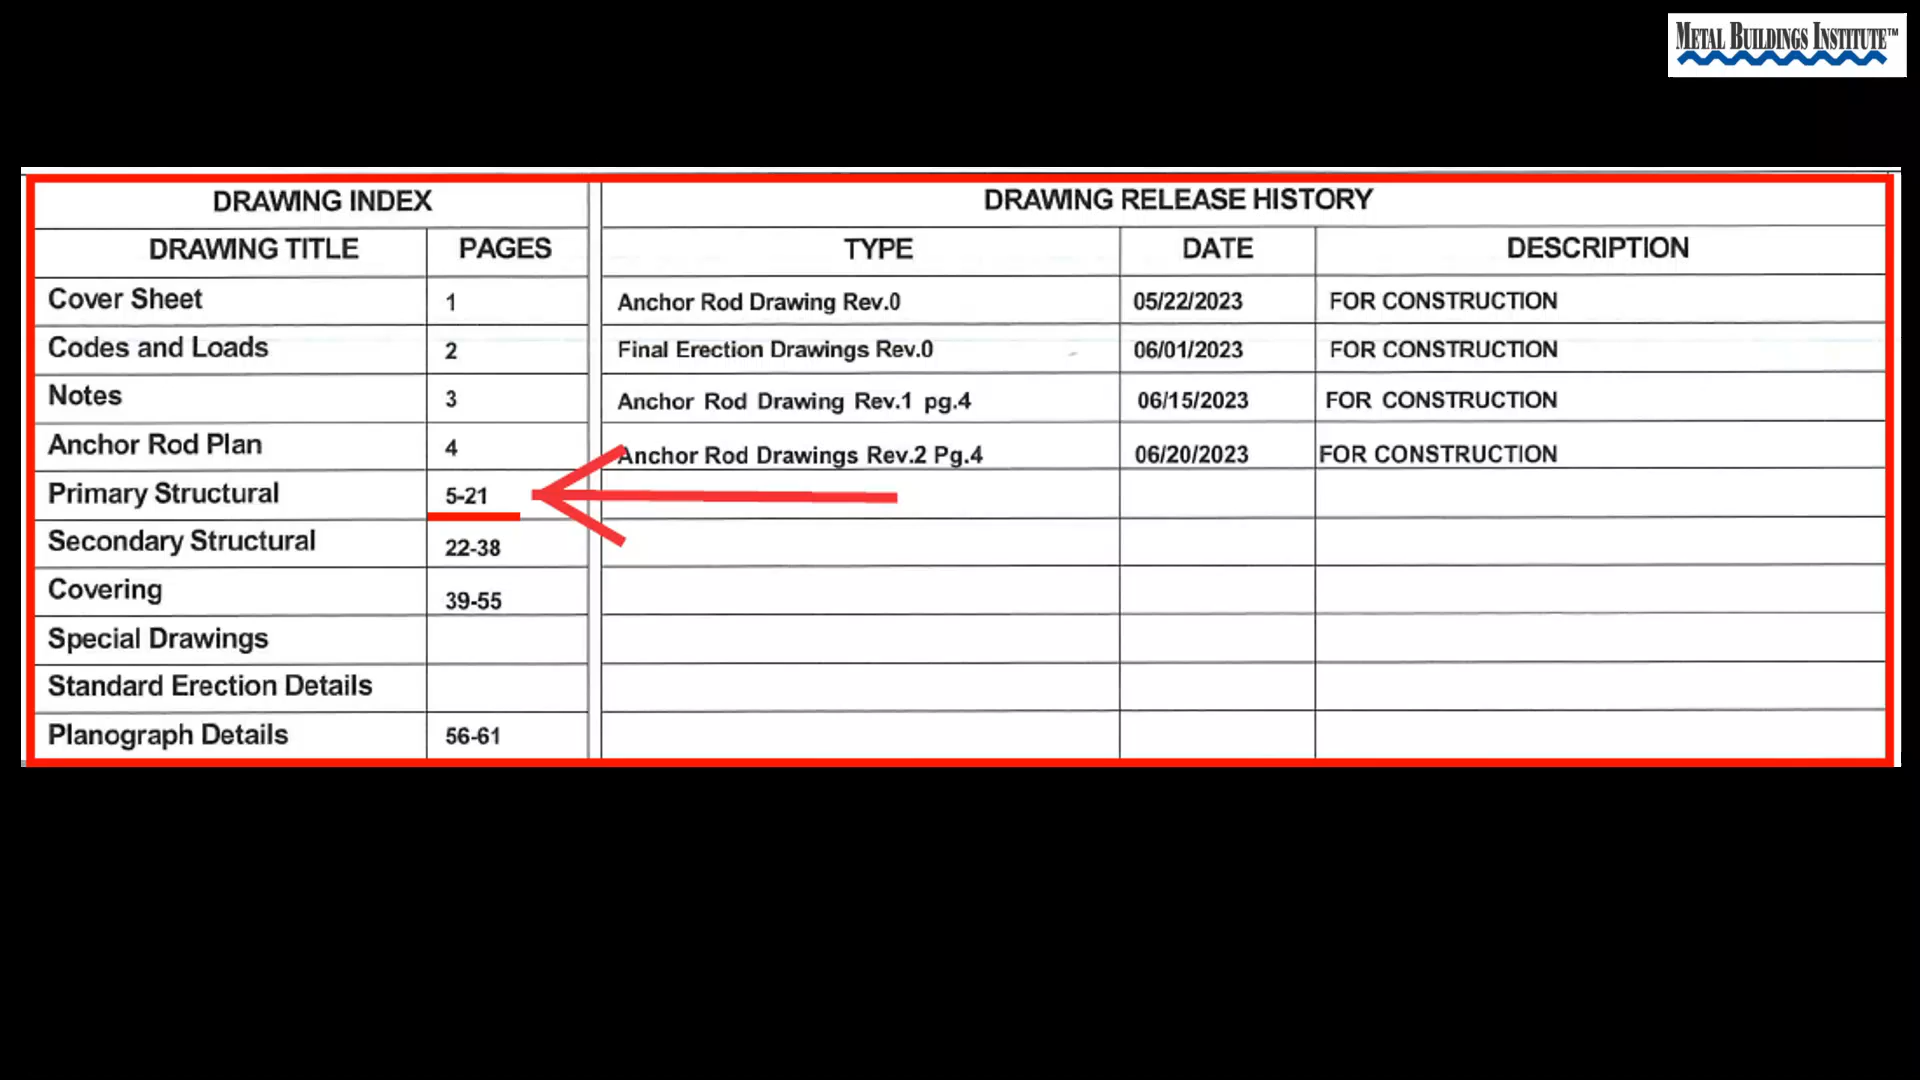 METAL BUILDINGS INSTITUTE™
DRAWING INDEX
DRAWING TITLE PAGES
Cover Sheet 1
Codes and Loads 2
Notes 3
Anchor Rod Plan 4
Primary Structural 5-21
Secondary Structural 22-38
Covering 39-55
Special Drawings
Standard Erection Details
Planograph Details 56-61
DRAWING RELEASE HISTORY
TYPE DATE DESCRIPTION
Anchor Rod Drawing Rev.0 05/22/2023 FOR CONSTRUCTION
Final Erection Drawings Rev.0 06/01/2023 FOR CONSTRUCTION
Anchor Rod Drawing Rev.1 pg.4 06/15/2023 FOR CONSTRUCTION
Anchor Rod Drawings Rev.2 Pg.4 06/20/2023 FOR CONSTRUCTION